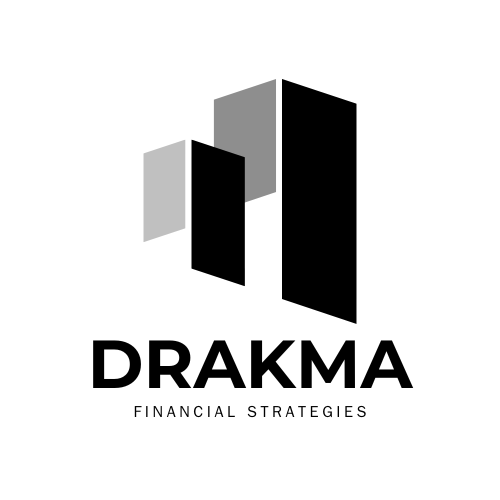 DRAKMA
FINANCIAL STRATEGIES